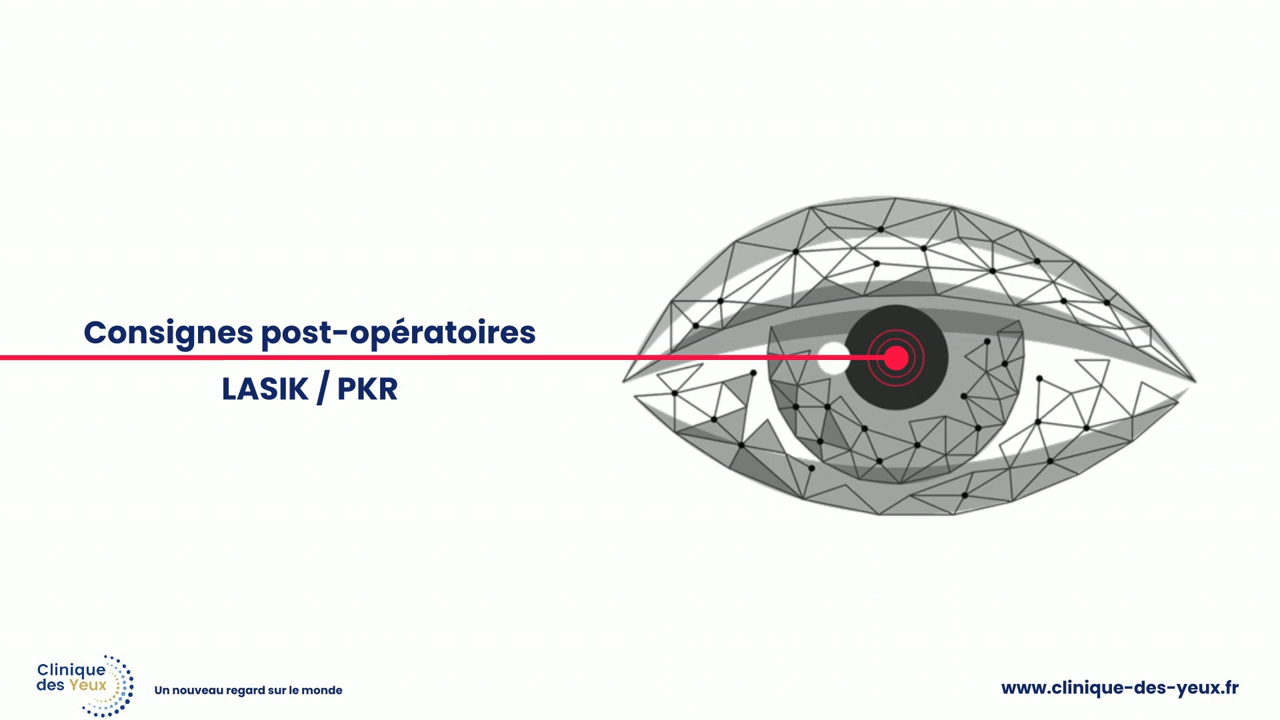 Consignes post-opératoires
LASIK / PKR
Clinique
des Yeux
Un nouveau regard sur le monde
www.clinique-des-yeux.fr